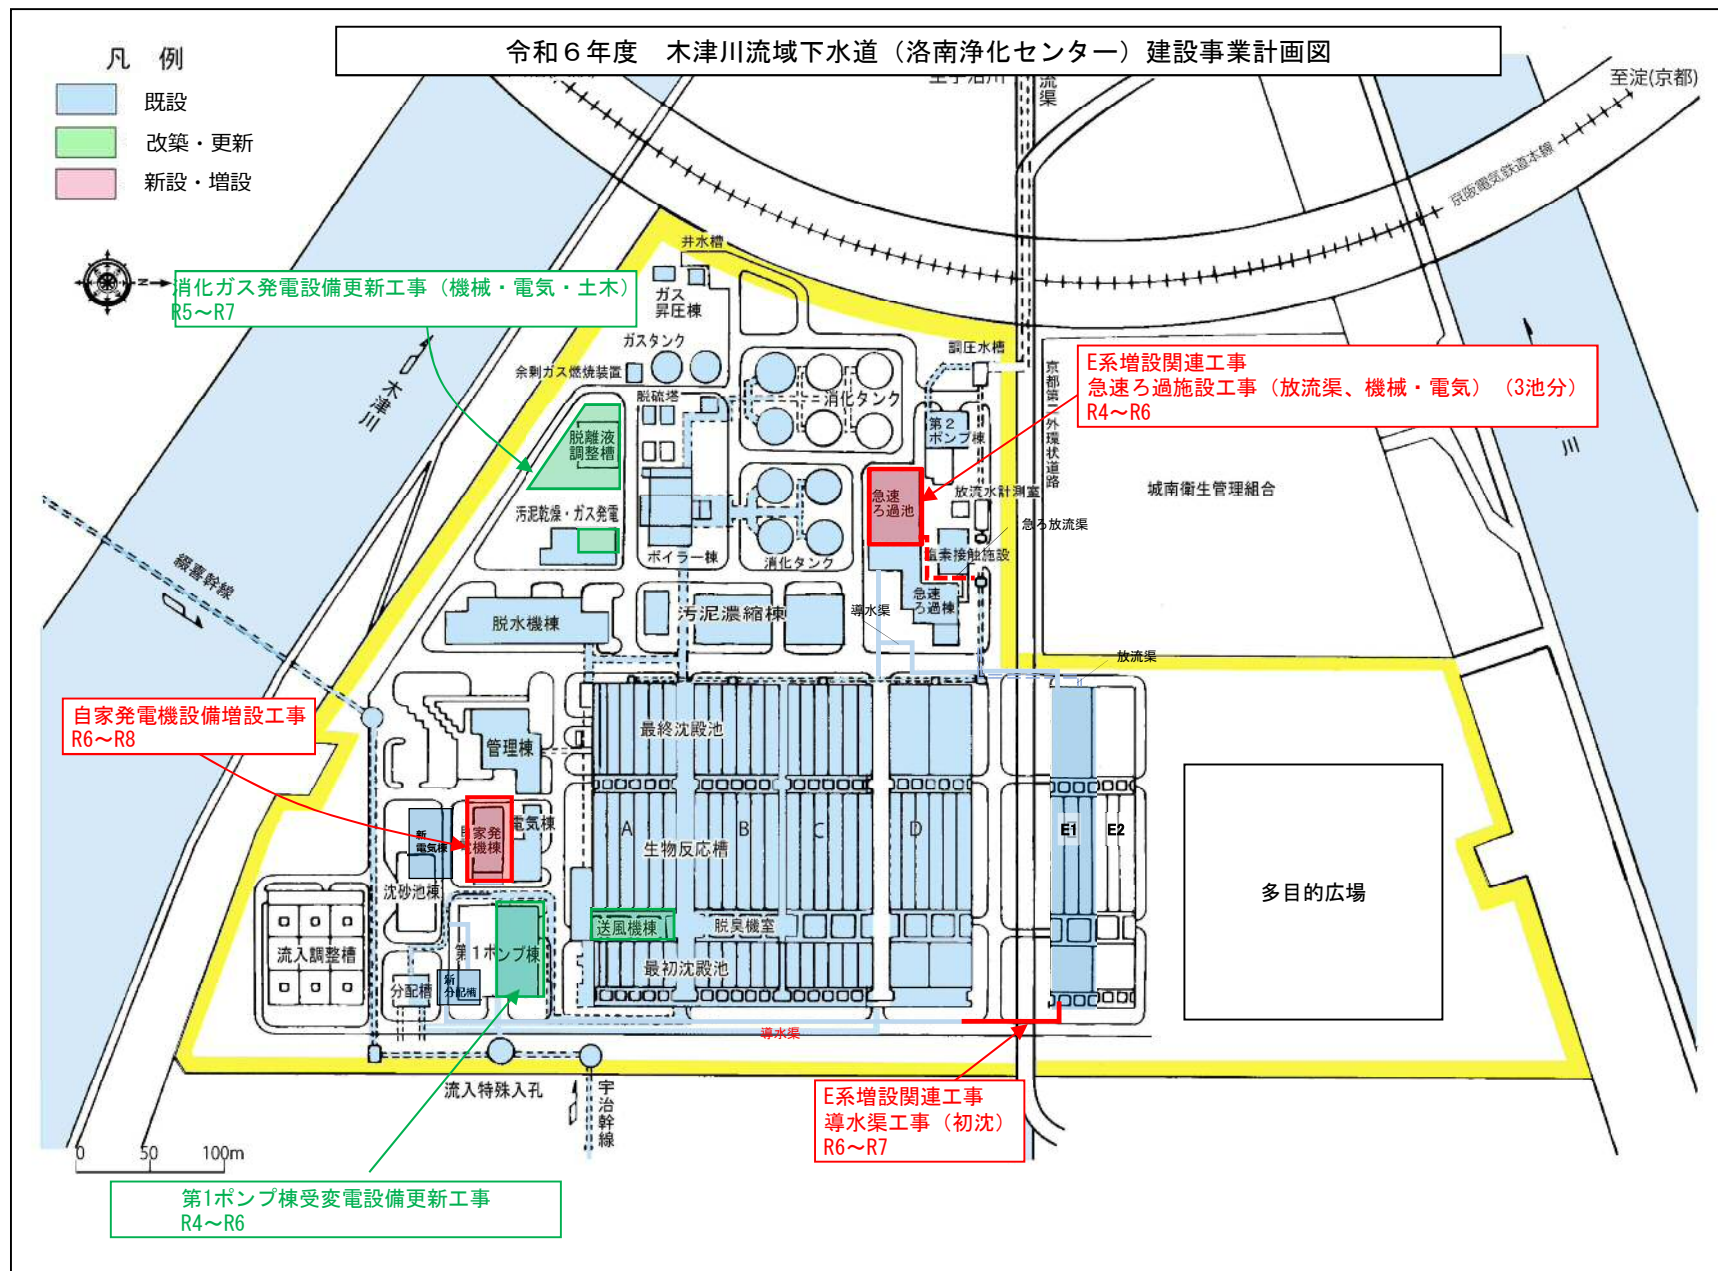 令和６年度　木津川流域下水道（洛南浄化センター）建設事業計画図
凡　例
既設
改築・更新
新設・増設
流渠
至淀(京都)
京阪電気鉄道本線
N
消化ガス発電設備更新工事（機械・電気・土木）
R5～R7
木津川
井水槽
ガス
昇圧棟
ガスタンク
余剰ガス燃焼装置
脱硫塔
消化タンク
調圧水槽
第２
ポンプ棟
京都第二外環状道路
E系増設関連工事
急速ろ過施設工事（放流渠、機械・電気）（3池分）
R4～R6
川
脱離液
調整槽
急速
ろ過池
放流水計測室
城南衛生管理組合
汚泥乾燥・ガス発電
急ろ放流渠
ボイラー棟
消化タンク
塩素接触施設
綴喜幹線
急速
ろ過棟
導水渠
脱水機棟
汚泥濃縮棟
放流渠
自家発電機設備増設工事
R6～R8
管理棟
最終沈殿池
新
電気棟
自家発
電機棟
電気棟
A
B
C
D
E1
E2
生物反応槽
沈砂池棟
多目的広場
流入調整槽
第１ポンプ棟
送風機棟
脱臭機室
分配槽
新
分配槽
最初沈殿池
導水渠
流入特殊人孔
宇治幹線
E系増設関連工事
導水渠工事（初沈）
R6～R7
0
50
100m
第1ポンプ棟受変電設備更新工事
R4～R6